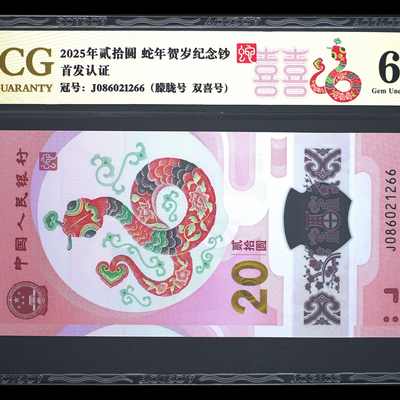 CG
UARANTY
2025年贰拾圆 蛇年贺岁纪念钞
首发认证
冠号：J086021266（朦胧号 双喜号）
6
Gem Unc
中国人民银行
贰拾圆
20
J086021266